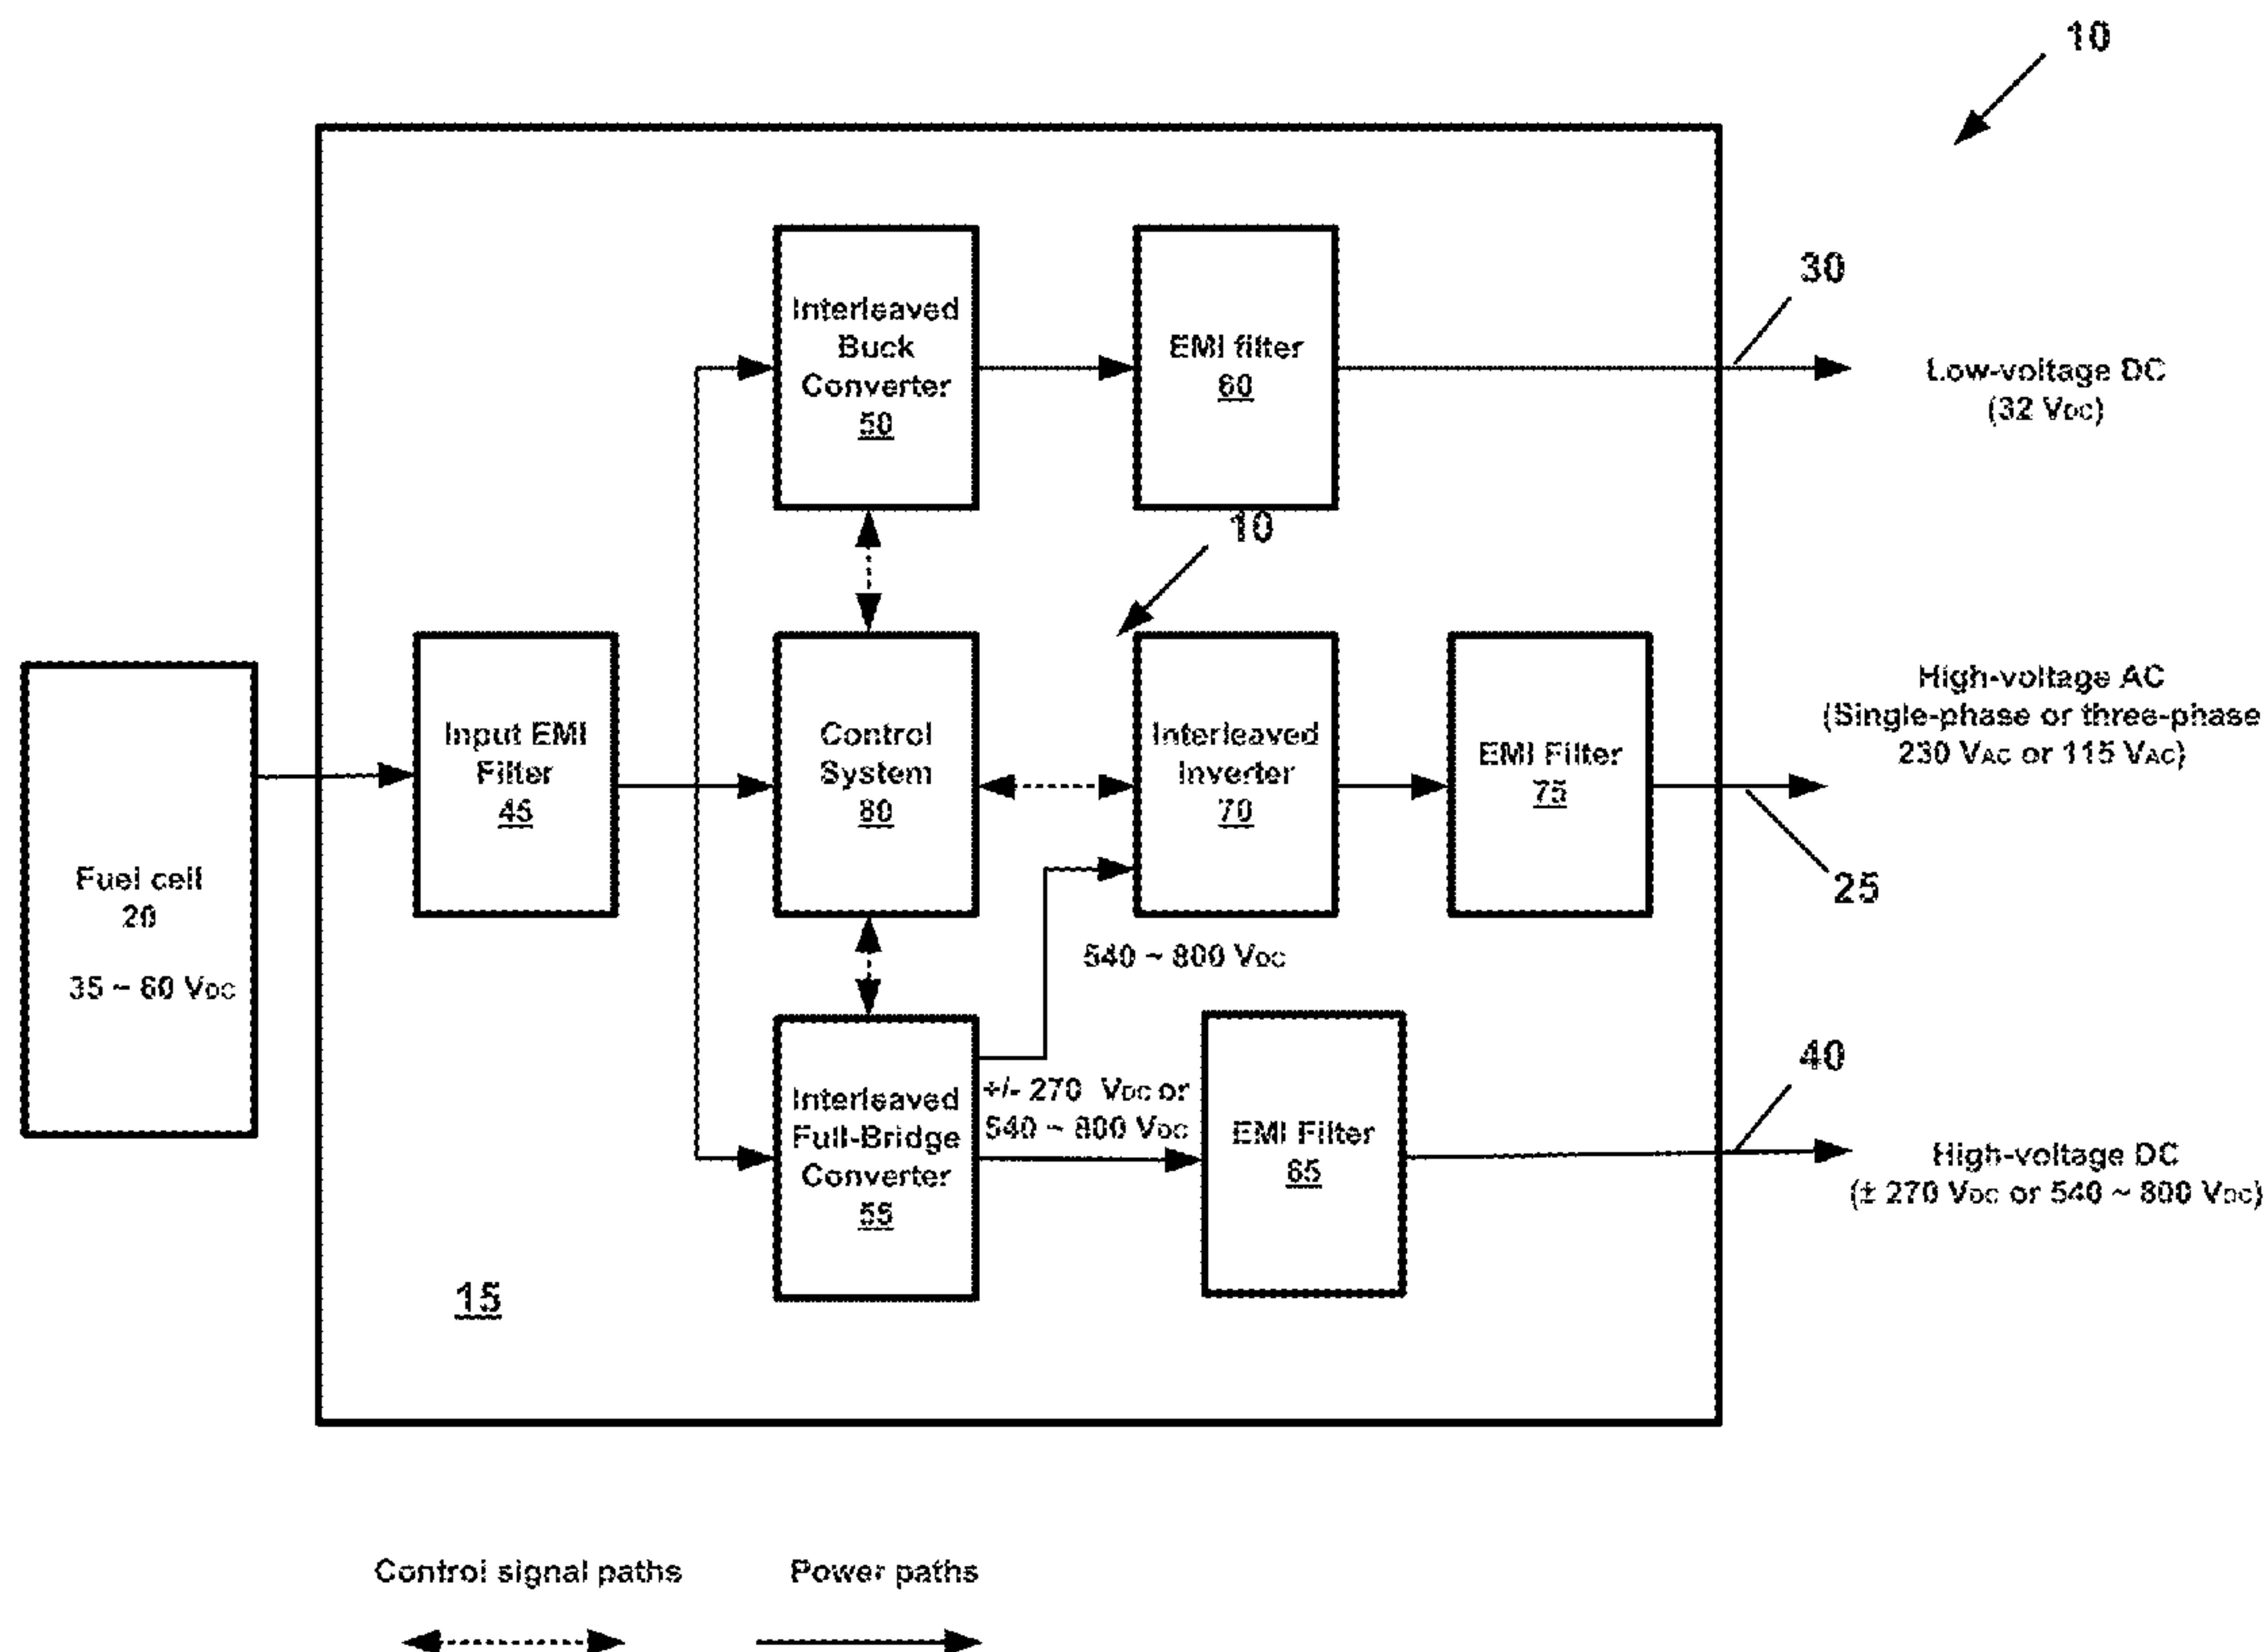 10
Interleaved
Buck
Converter
50
EMI filter
60
30
Low-voltage DC
(32 VDC)
10
Fuel cell
20
35 ~ 60 VDC
Input EMI
Filter
45
Control
System
80
Interleaved
Inverter
70
EMI Filter
75
High-voltage AC
(Single-phase or three-phase
230 VAC or 115 VAC)
25
540 ~ 800 VDC
Interleaved
Full-Bridge
Converter
55
+/- 270 VDC or
540 ~ 800 VDC
EMI Filter
65
40
High-voltage DC
(± 270 VDC or 540 ~ 800 VDC)
15
Control signal paths
Power paths